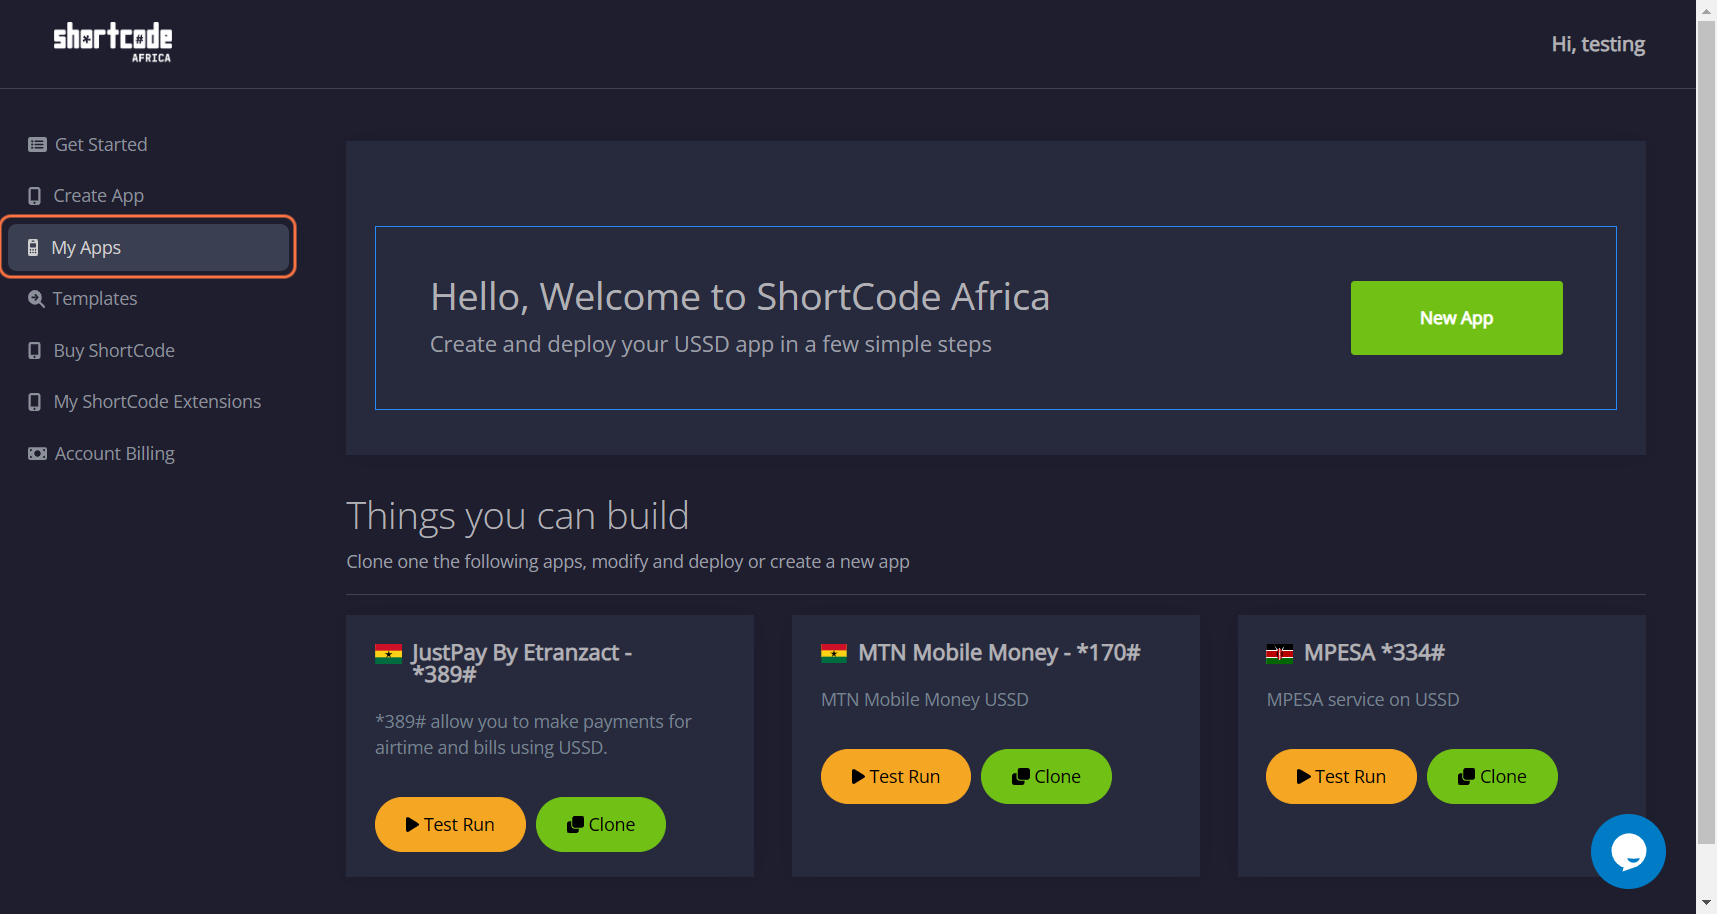 shortcode
AFRICA
Hi, testing
Get Started
Create App
My Apps
Templates
Buy ShortCode
My ShortCode Extensions
Account Billing
Hello, Welcome to ShortCode Africa
Create and deploy your USSD app in a few simple steps
New App
Things you can build
Clone one the following apps, modify and deploy or create a new app
JustPay By Etranzact -
*389#
*389# allow you to make payments for
airtime and bills using USSD.
Test Run
Clone
MTN Mobile Money - *170#
MTN Mobile Money USSD
Test Run
Clone
MPESA *334#
MPESA service on USSD
Test Run
Clone